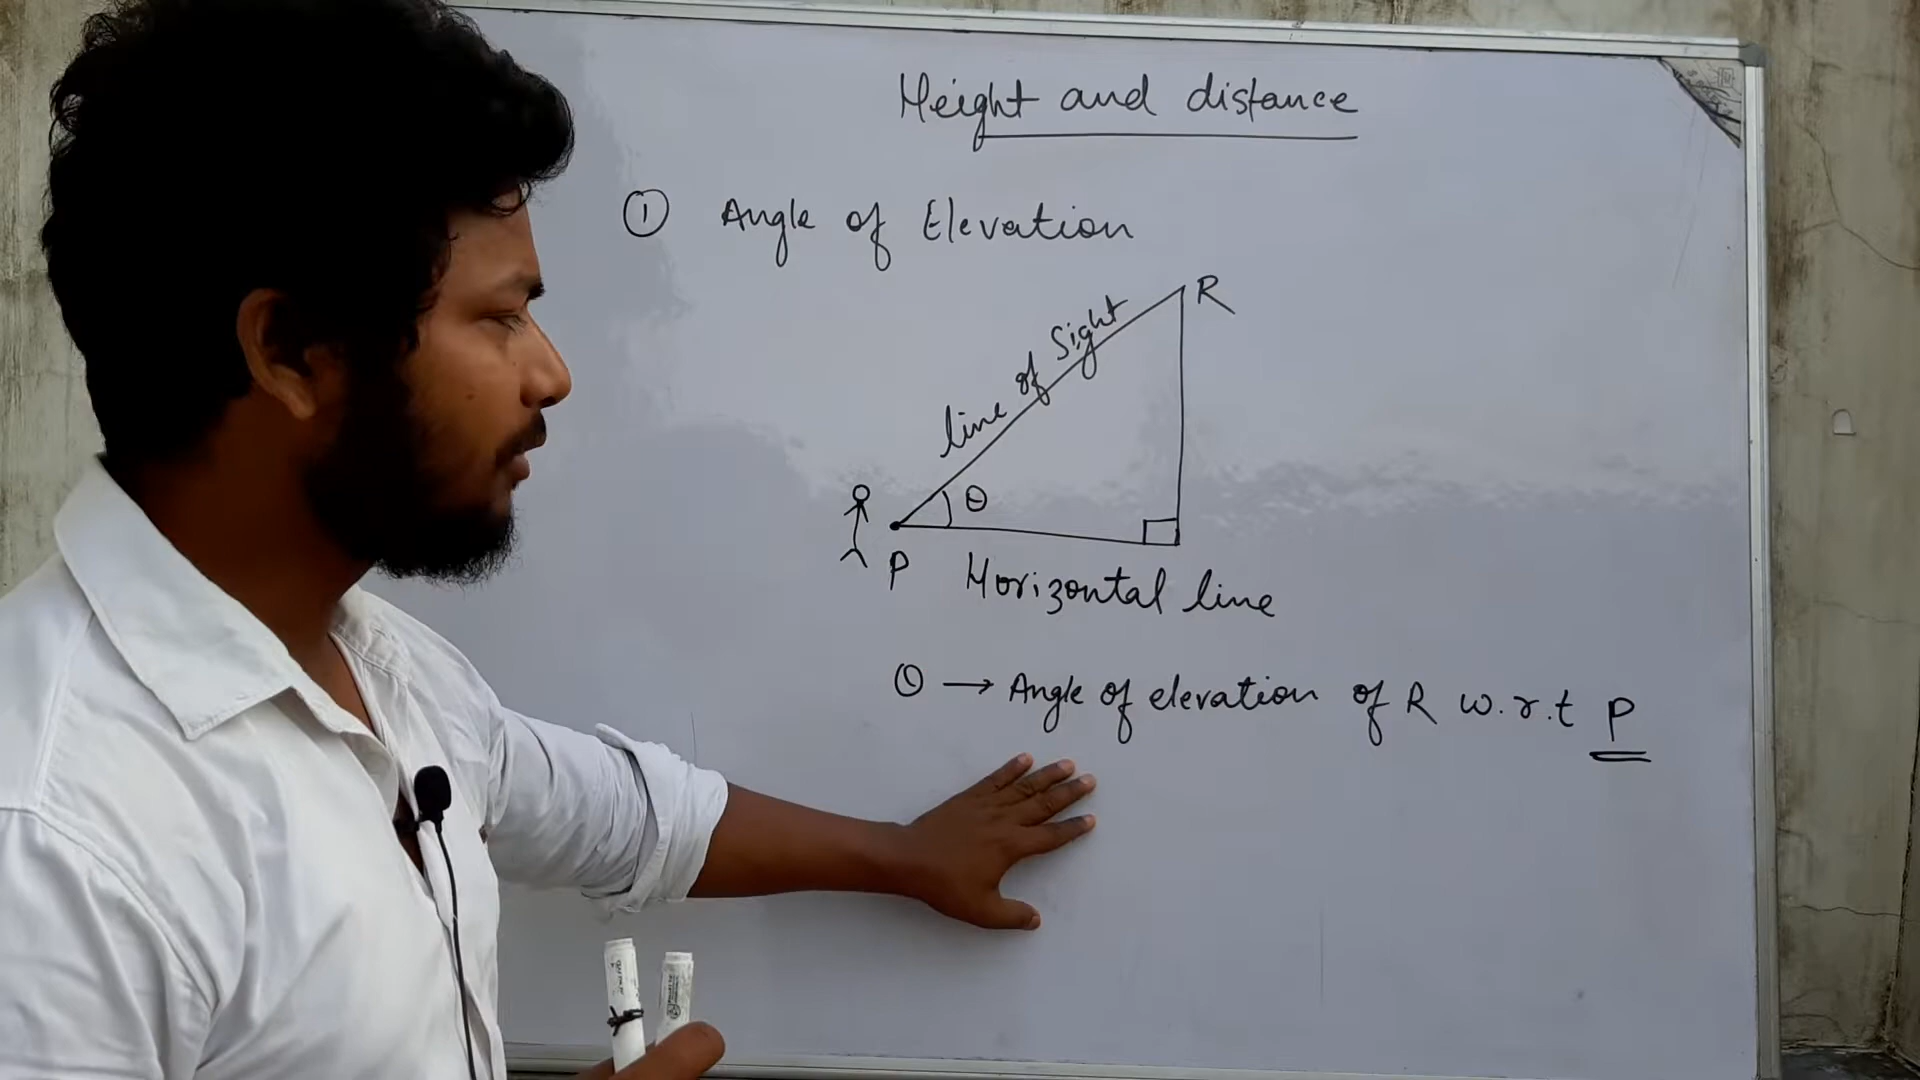 Height and distance
① Angle of Elevation
R
line of Sight
θ
P
Horizontal line
θ → Angle of elevation of R w.r.t P